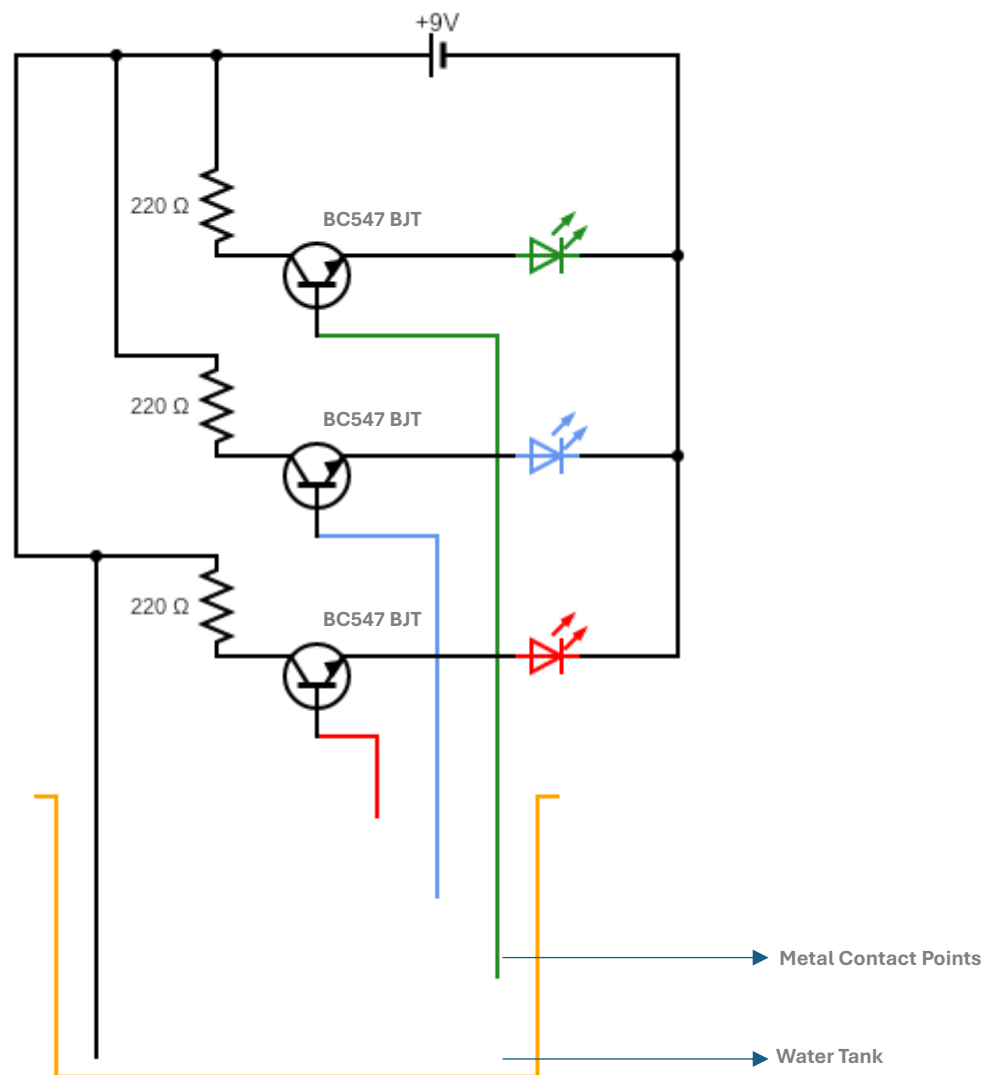 +9V
BC547 BJT
220 Ω
BC547 BJT
220 Ω
BC547 BJT
220 Ω
Metal Contact Points
Water Tank